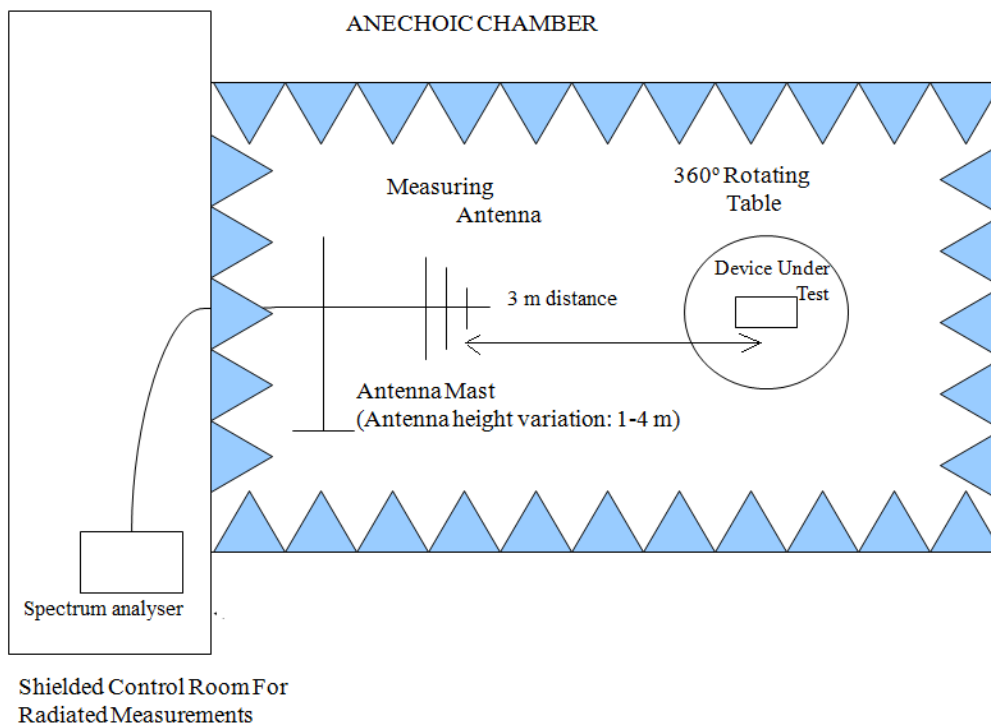 ANECHOIC CHAMBER
Measuring
Antenna
360º Rotating
Table
Device Under
Test
3 m distance
Antenna Mast
(Antenna height variation: 1-4 m)
Spectrum analyser
Shielded Control Room For
Radiated Measurements